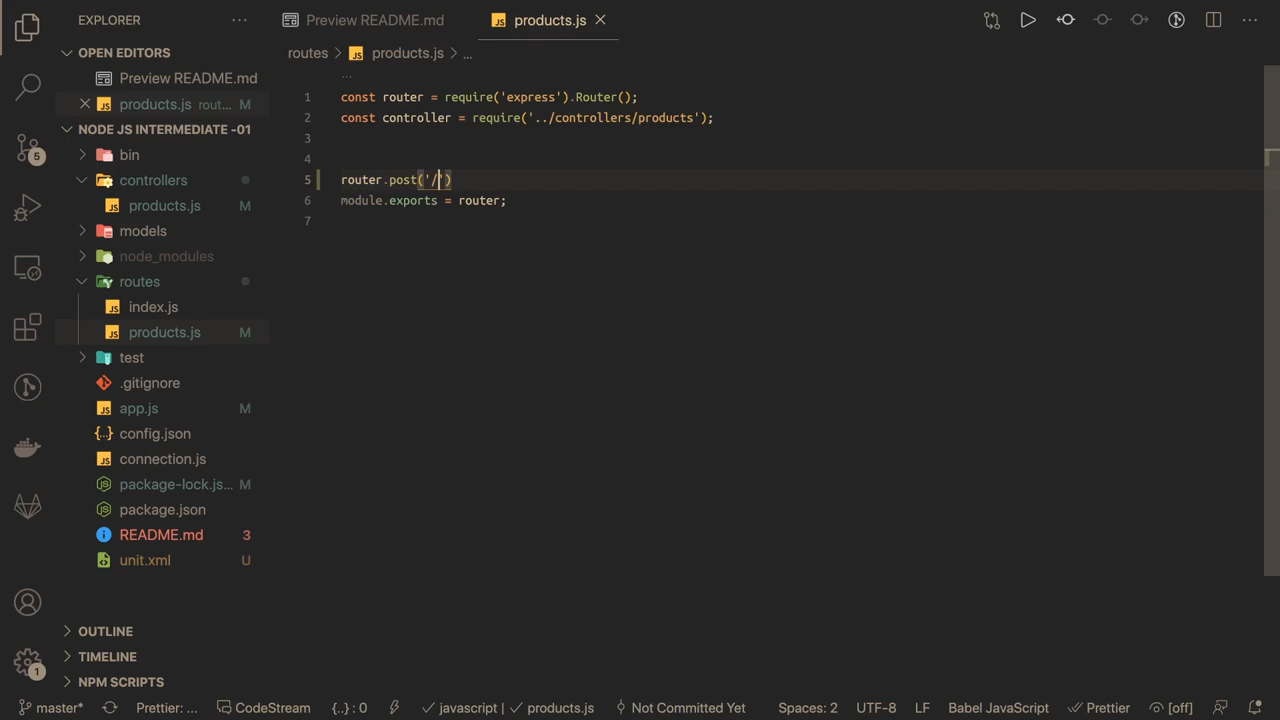 EXPLORER
Preview README.md
products.js
OPEN EDITORS
Preview README.md
products.js rout... M
NODE JS INTERMEDIATE -01
bin
controllers
products.js M
models
node_modules
routes
index.js
products.js M
test
.gitignore
app.js M
config.json
connection.js
package-lock.js... M
package.json
README.md 3
unit.xml U
OUTLINE
TIMELINE
NPM SCRIPTS
5
1
routes > JS products.js > ...
...
1 const router = require('express').Router();
2 const controller = require('../controllers/products');
3
4
5 router.post('/')
6 module.exports = router;
7
master* Prettier: ... CodeStream {..} : 0 javascript | products.js Not Committed Yet Spaces: 2 UTF-8 LF Babel JavaScript Prettier [off]